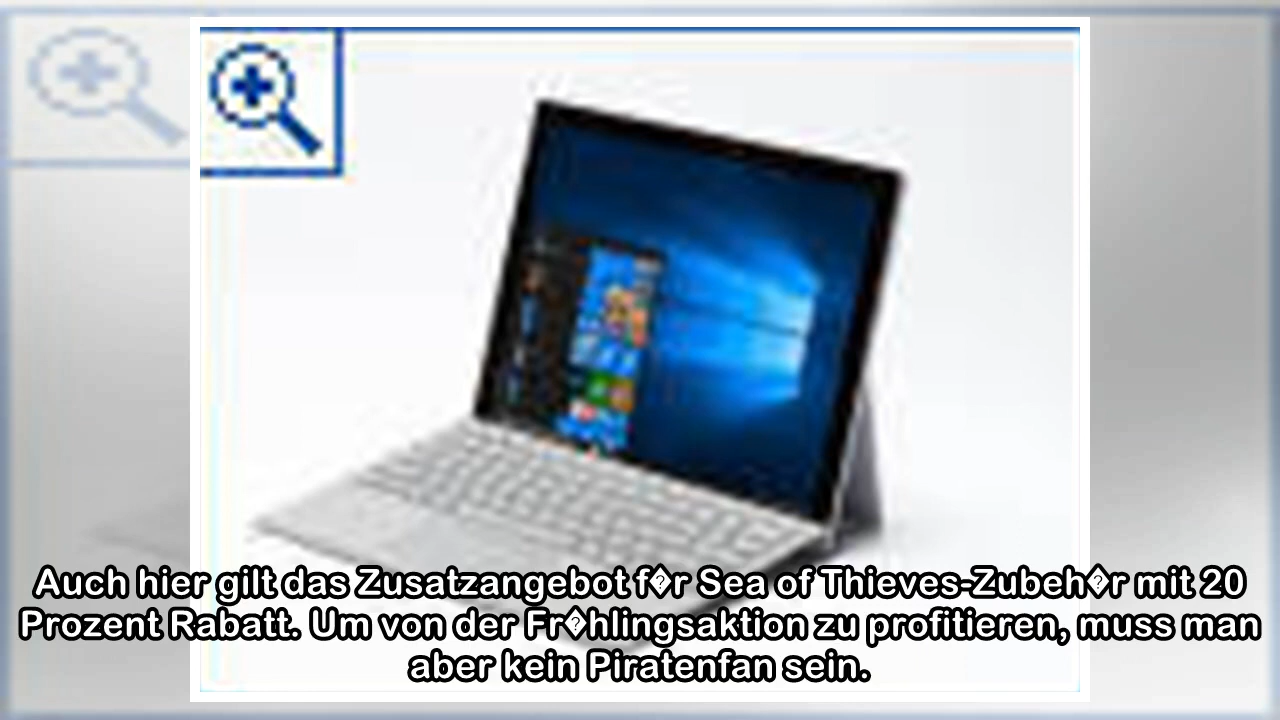 Auch hier gilt das Zusatzangebot f�r Sea of Thieves-Zubeh�r mit 20
Prozent Rabatt. Um von der Fr�hlingsaktion zu profitieren, muss man
aber kein Piratenfan sein.